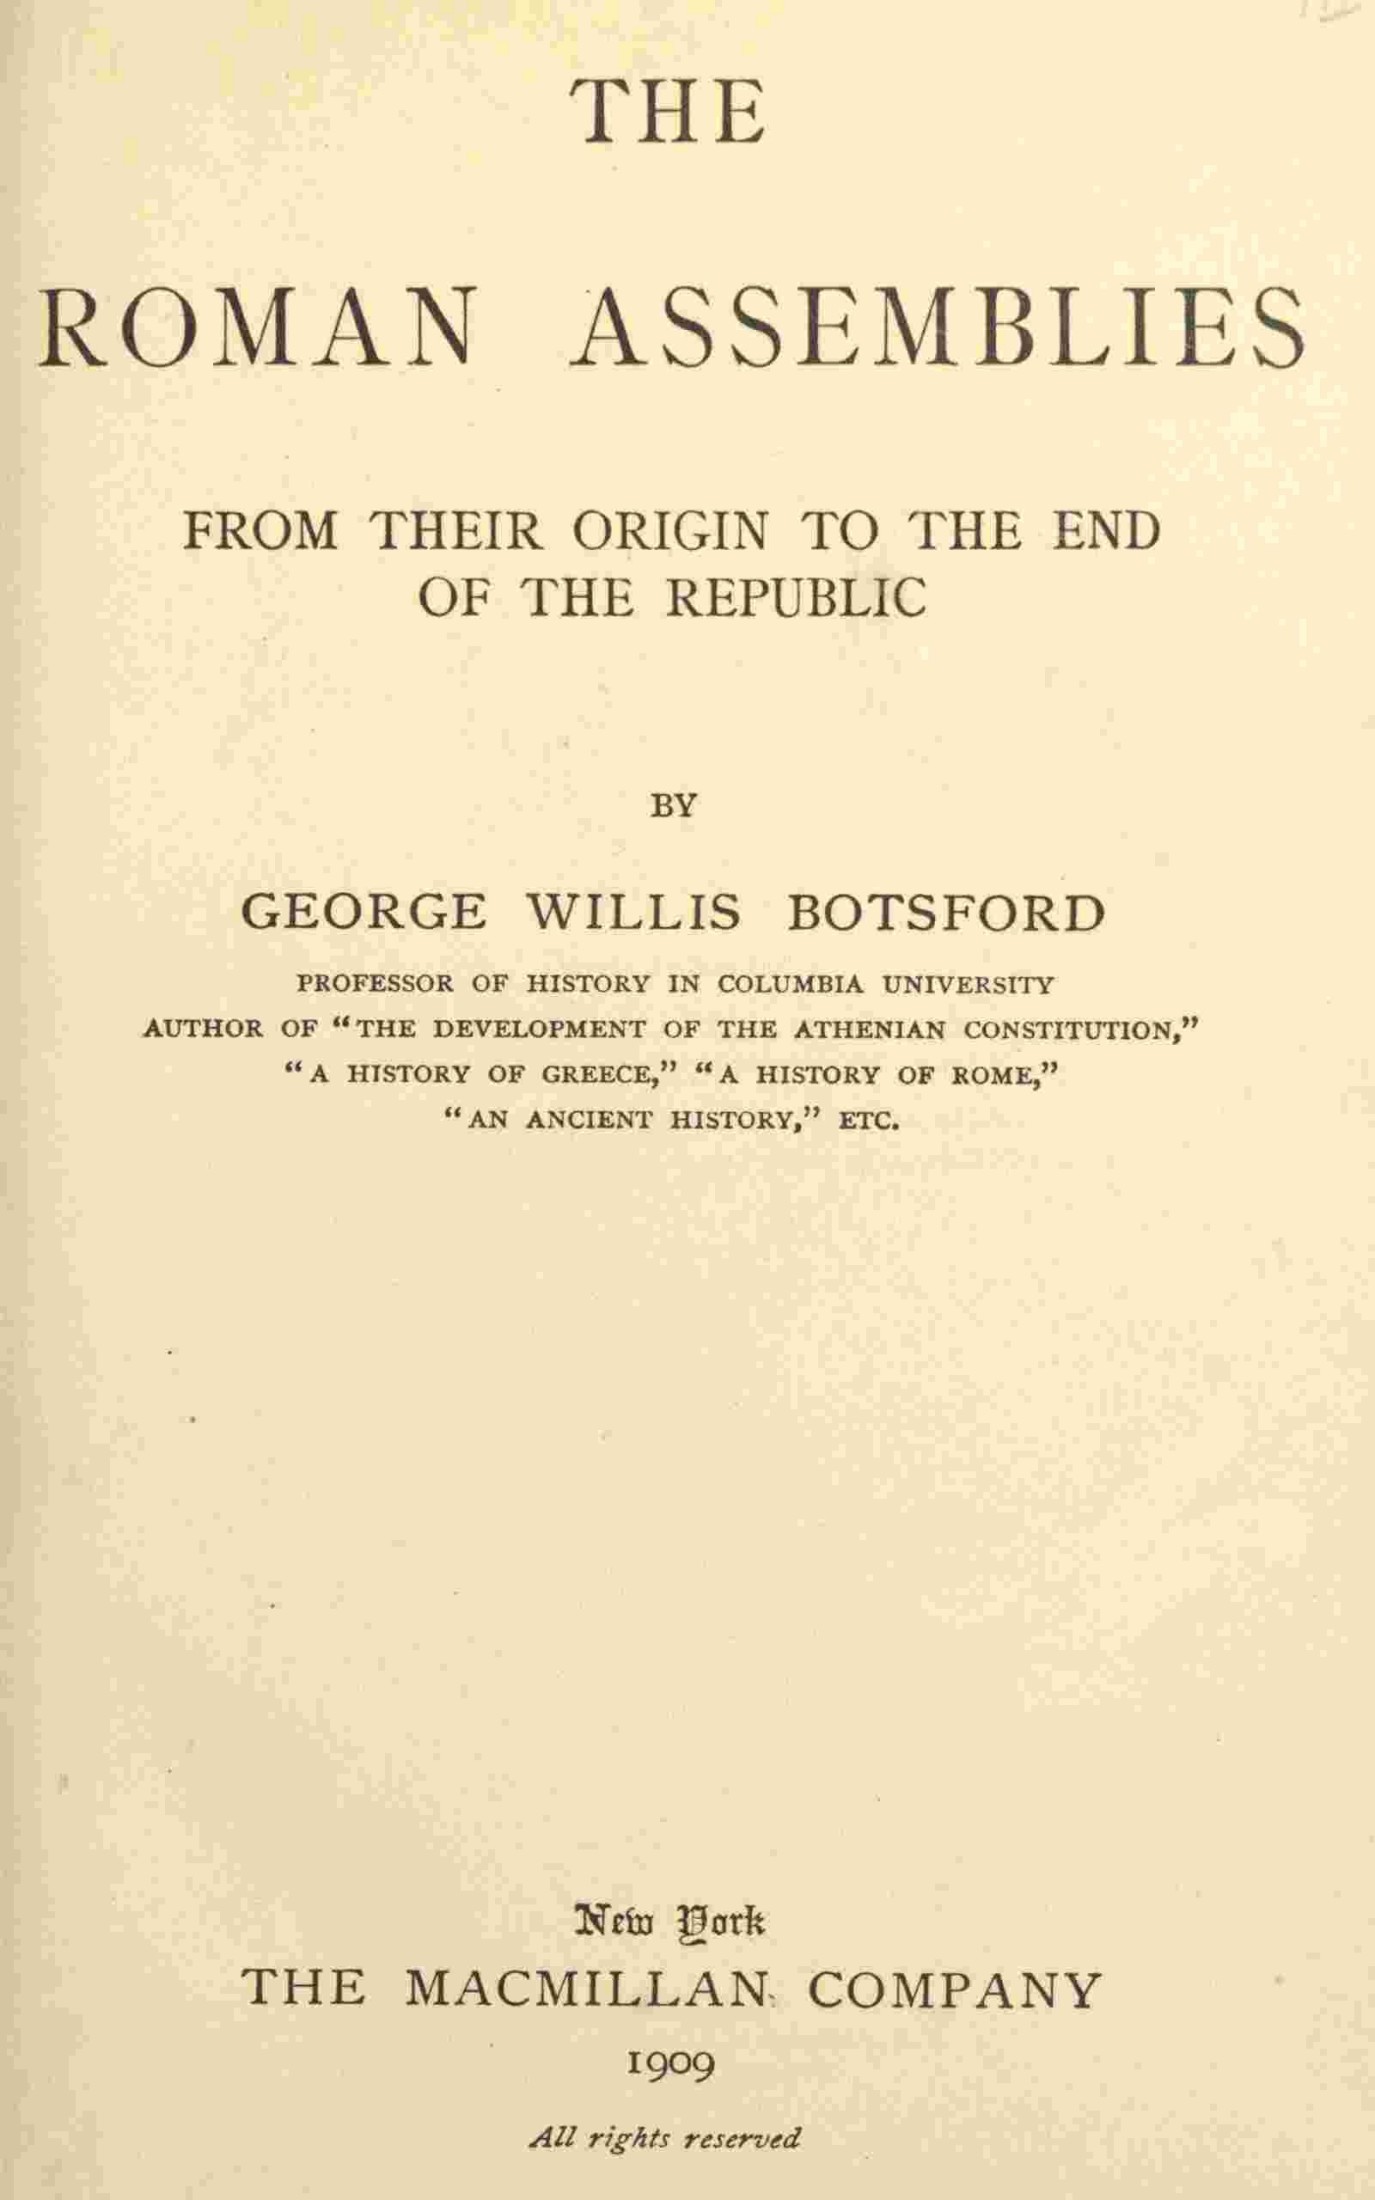 THE
ROMAN ASSEMBLIES
FROM THEIR ORIGIN TO THE END
OF THE REPUBLIC
BY
GEORGE WILLIS BOTSFORD
PROFESSOR OF HISTORY IN COLUMBIA UNIVERSITY
AUTHOR OF “THE DEVELOPMENT OF THE ATHENIAN CONSTITUTION,”
“A HISTORY OF GREECE,” “A HISTORY OF ROME,”
“AN ANCIENT HISTORY,” ETC.
New York
THE MACMILLAN COMPANY
1909
All rights reserved